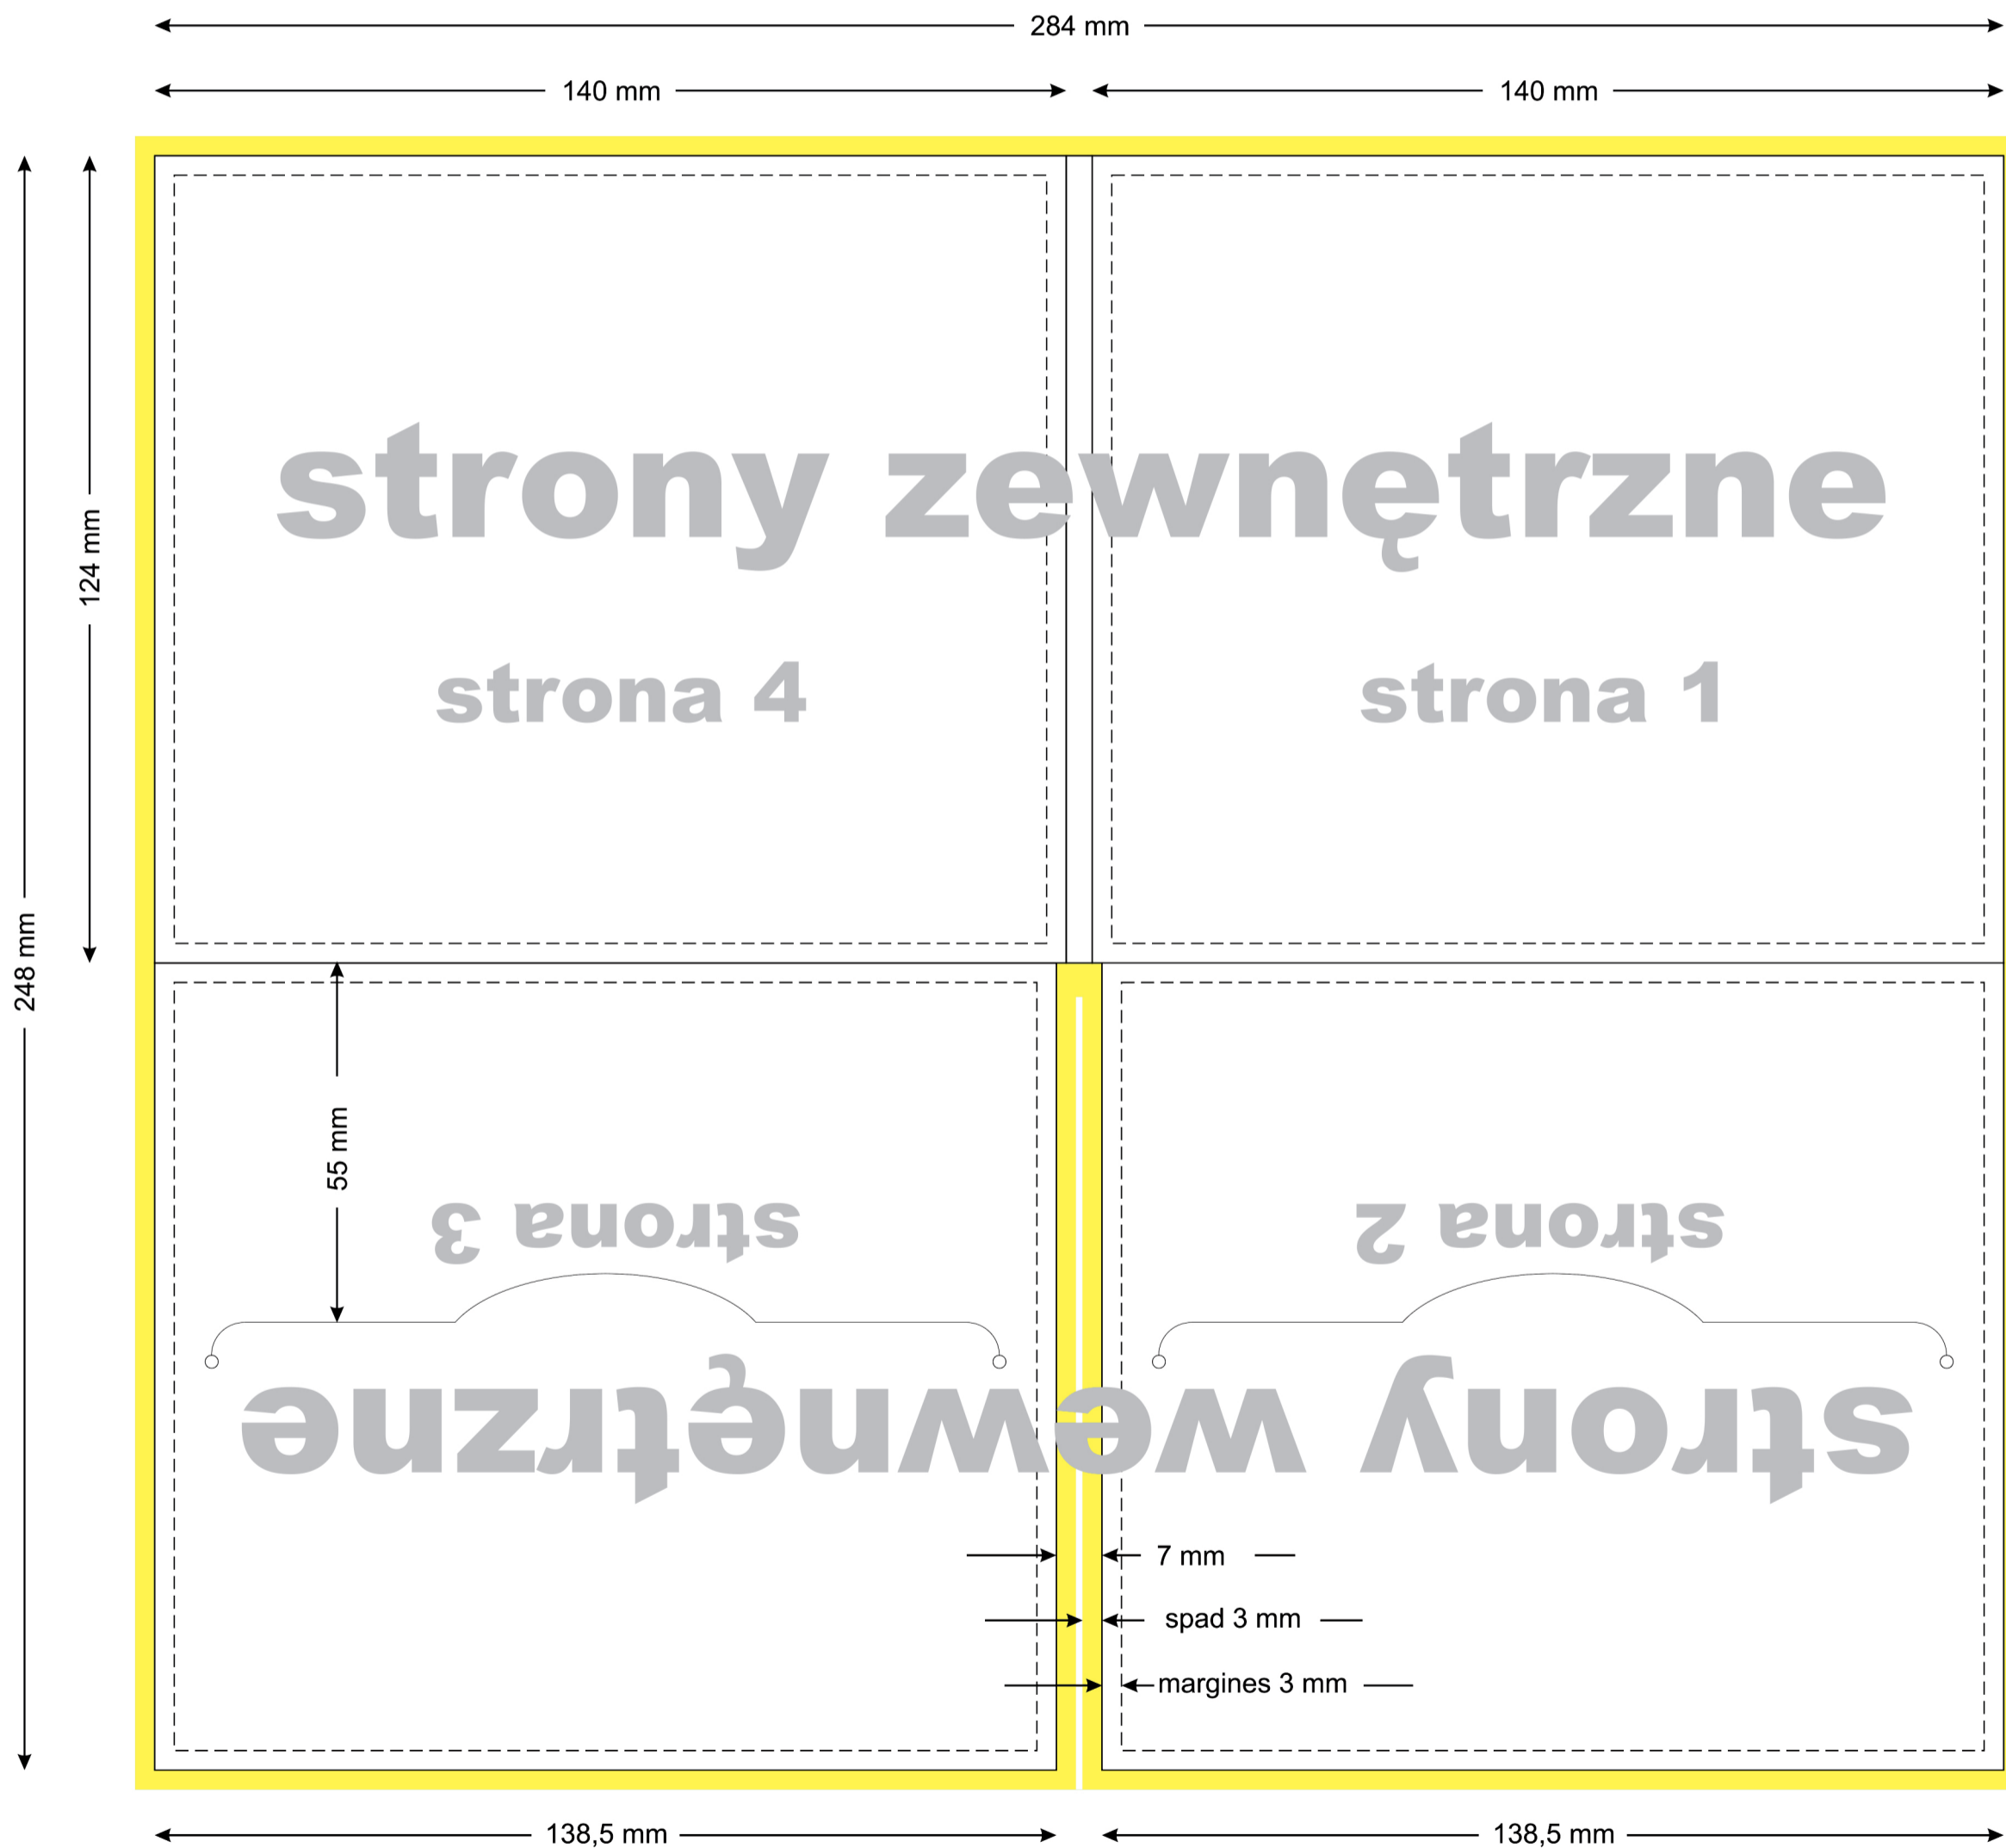 284 mm
140 mm 140 mm
124 mm
248 mm
strony zewnętrzne
strona 4 strona 1
55 mm
strona 3 strona 2
strony wewnętrzne
7 mm
spad 3 mm
margines 3 mm
138,5 mm 138,5 mm